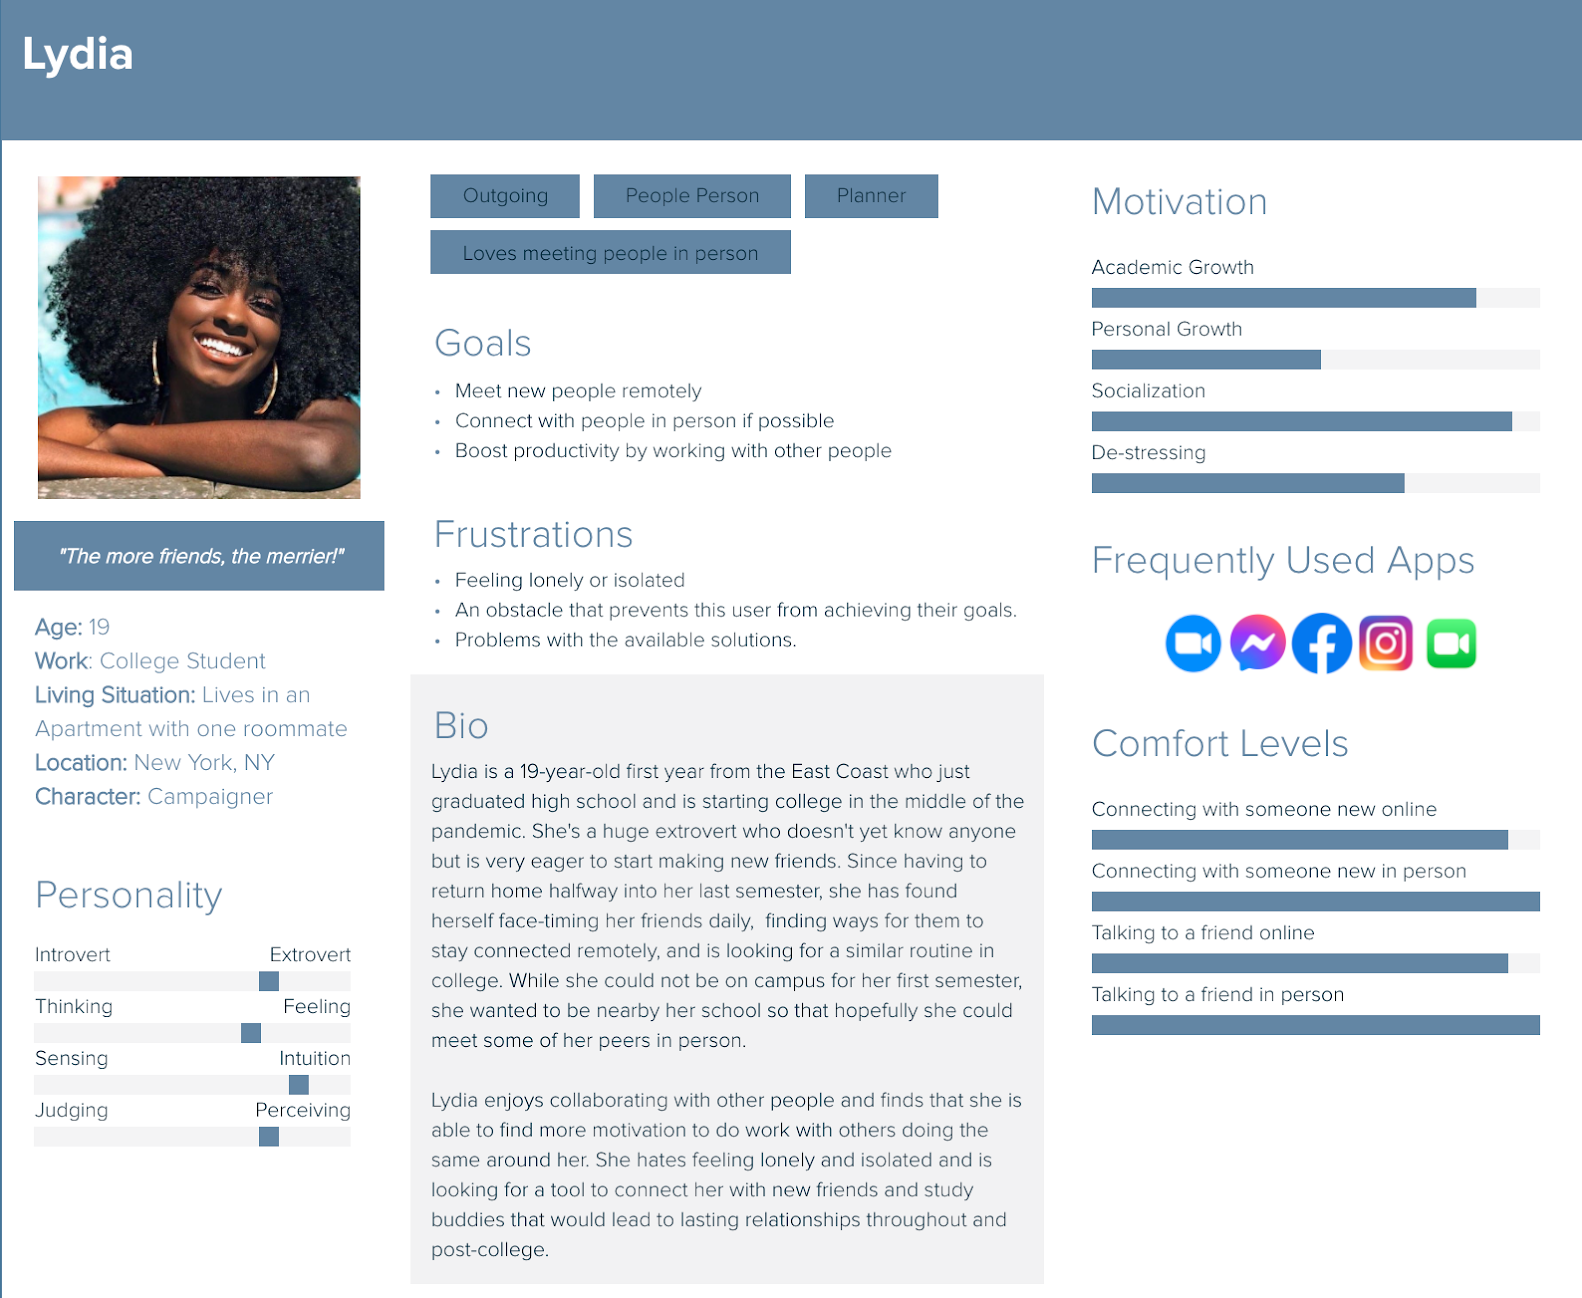 Lydia
"The more friends, the merrier!"
Age: 19
Work: College Student
Living Situation: Lives in an
Apartment with one roommate
Location: New York, NY
Character: Campaigner
Personality
Introvert Extrovert
Thinking Feeling
Sensing Intuition
Judging Perceiving
Outgoing People Person Planner
Loves meeting people in person
Goals
• Meet new people remotely
• Connect with people in person if possible
• Boost productivity by working with other people
Frustrations
• Feeling lonely or isolated
• An obstacle that prevents this user from achieving their goals.
• Problems with the available solutions.
Bio
Lydia is a 19-year-old first year from the East Coast who just
graduated high school and is starting college in the middle of the
pandemic. She's a huge extrovert who doesn't yet know anyone
but is very eager to start making new friends. Since having to
return home halfway into her last semester, she has found
herself face-timing her friends daily,  finding ways for them to
stay connected remotely, and is looking for a similar routine in
college. While she could not be on campus for her first semester,
she wanted to be nearby her school so that hopefully she could
meet some of her peers in person.
Lydia enjoys collaborating with other people and finds that she is
able to find more motivation to do work with others doing the
same around her. She hates feeling lonely and isolated and is
looking for a tool to connect her with new friends and study
buddies that would lead to lasting relationships throughout and
post-college.
Motivation
Academic Growth
Personal Growth
Socialization
De-stressing
Frequently Used Apps
Comfort Levels
Connecting with someone new online
Connecting with someone new in person
Talking to a friend online
Talking to a friend in person